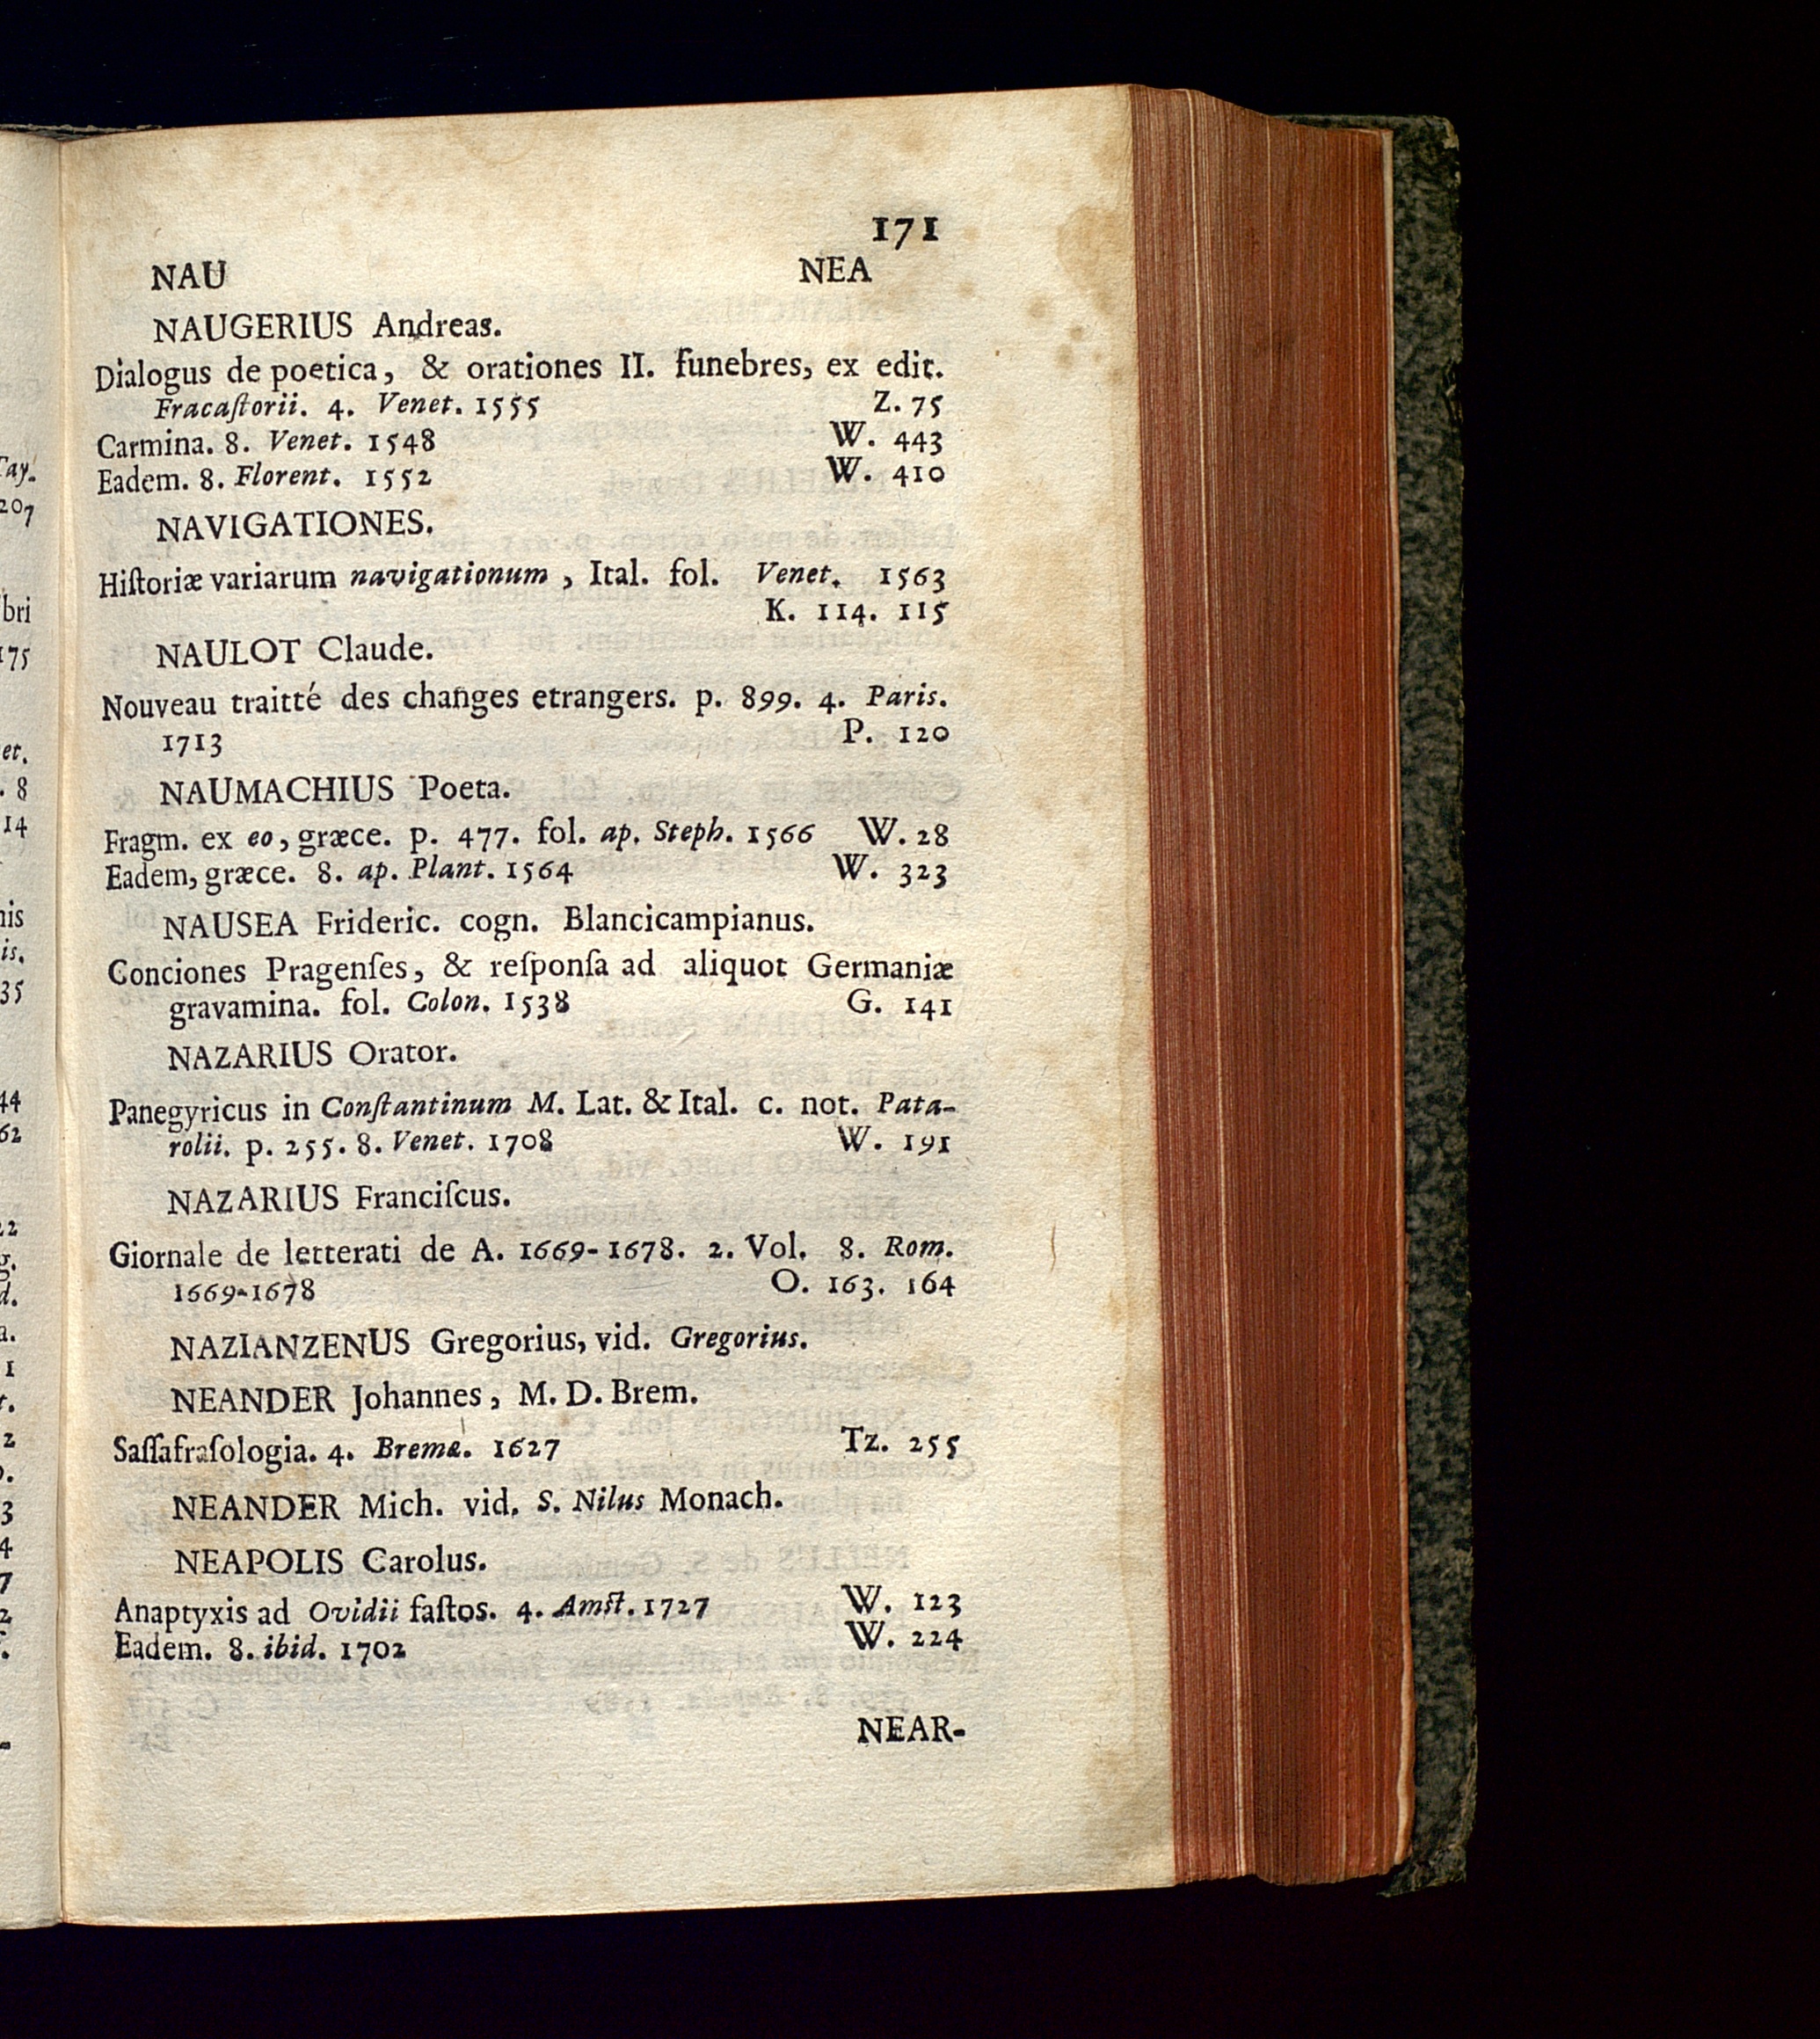 171
NAU NEA
NAUGERIUS Andreas.
Dialogus de poetica, & orationes II. funebres, ex edit.
Fracaſtorii. 4. Venet. 1555 Z. 75
Carmina. 8. Venet. 1548 W. 443
Eadem. 8. Florent. 1552 W. 410
NAVIGATIONES.
Hiſtoriæ variarum navigationum, Ital. fol. Venet. 1563
K. 114. 115
NAULOT Claude.
Nouveau traitté des changes etrangers. p. 899. 4. Paris.
1713 P. 120
NAUMACHIUS Poeta.
Fragm. ex eo, græce. p. 477. fol. ap. Steph. 1566 W. 28
Eadem, græce. 8. ap. Plant. 1564 W. 323
NAUSEA Frideric. cogn. Blancicampianus.
Conciones Pragenſes, & reſponſa ad aliquot Germaniæ
gravamina. fol. Colon. 1538 G. 141
NAZARIUS Orator.
Panegyricus in Conſtantinum M. Lat. & Ital. c. not. Pata-
rolii. p. 255. 8. Venet. 1708 W. 191
NAZARIUS Franciſcus.
Giornale de letterati de A. 1669-1678. 2. Vol. 8. Rom.
1669-1678 O. 163. 164
NAZIANZENUS Gregorius, vid. Gregorius.
NEANDER Johannes, M. D. Brem.
Saſſafraſologia. 4. Bremæ. 1627 Tz. 255
NEANDER Mich. vid. S. Nilus Monach.
NEAPOLIS Carolus.
Anaptyxis ad Ovidii faſtos. 4. Amſt. 1727 W. 123
Eadem. 8. ibid. 1702 W. 224
NEAR-